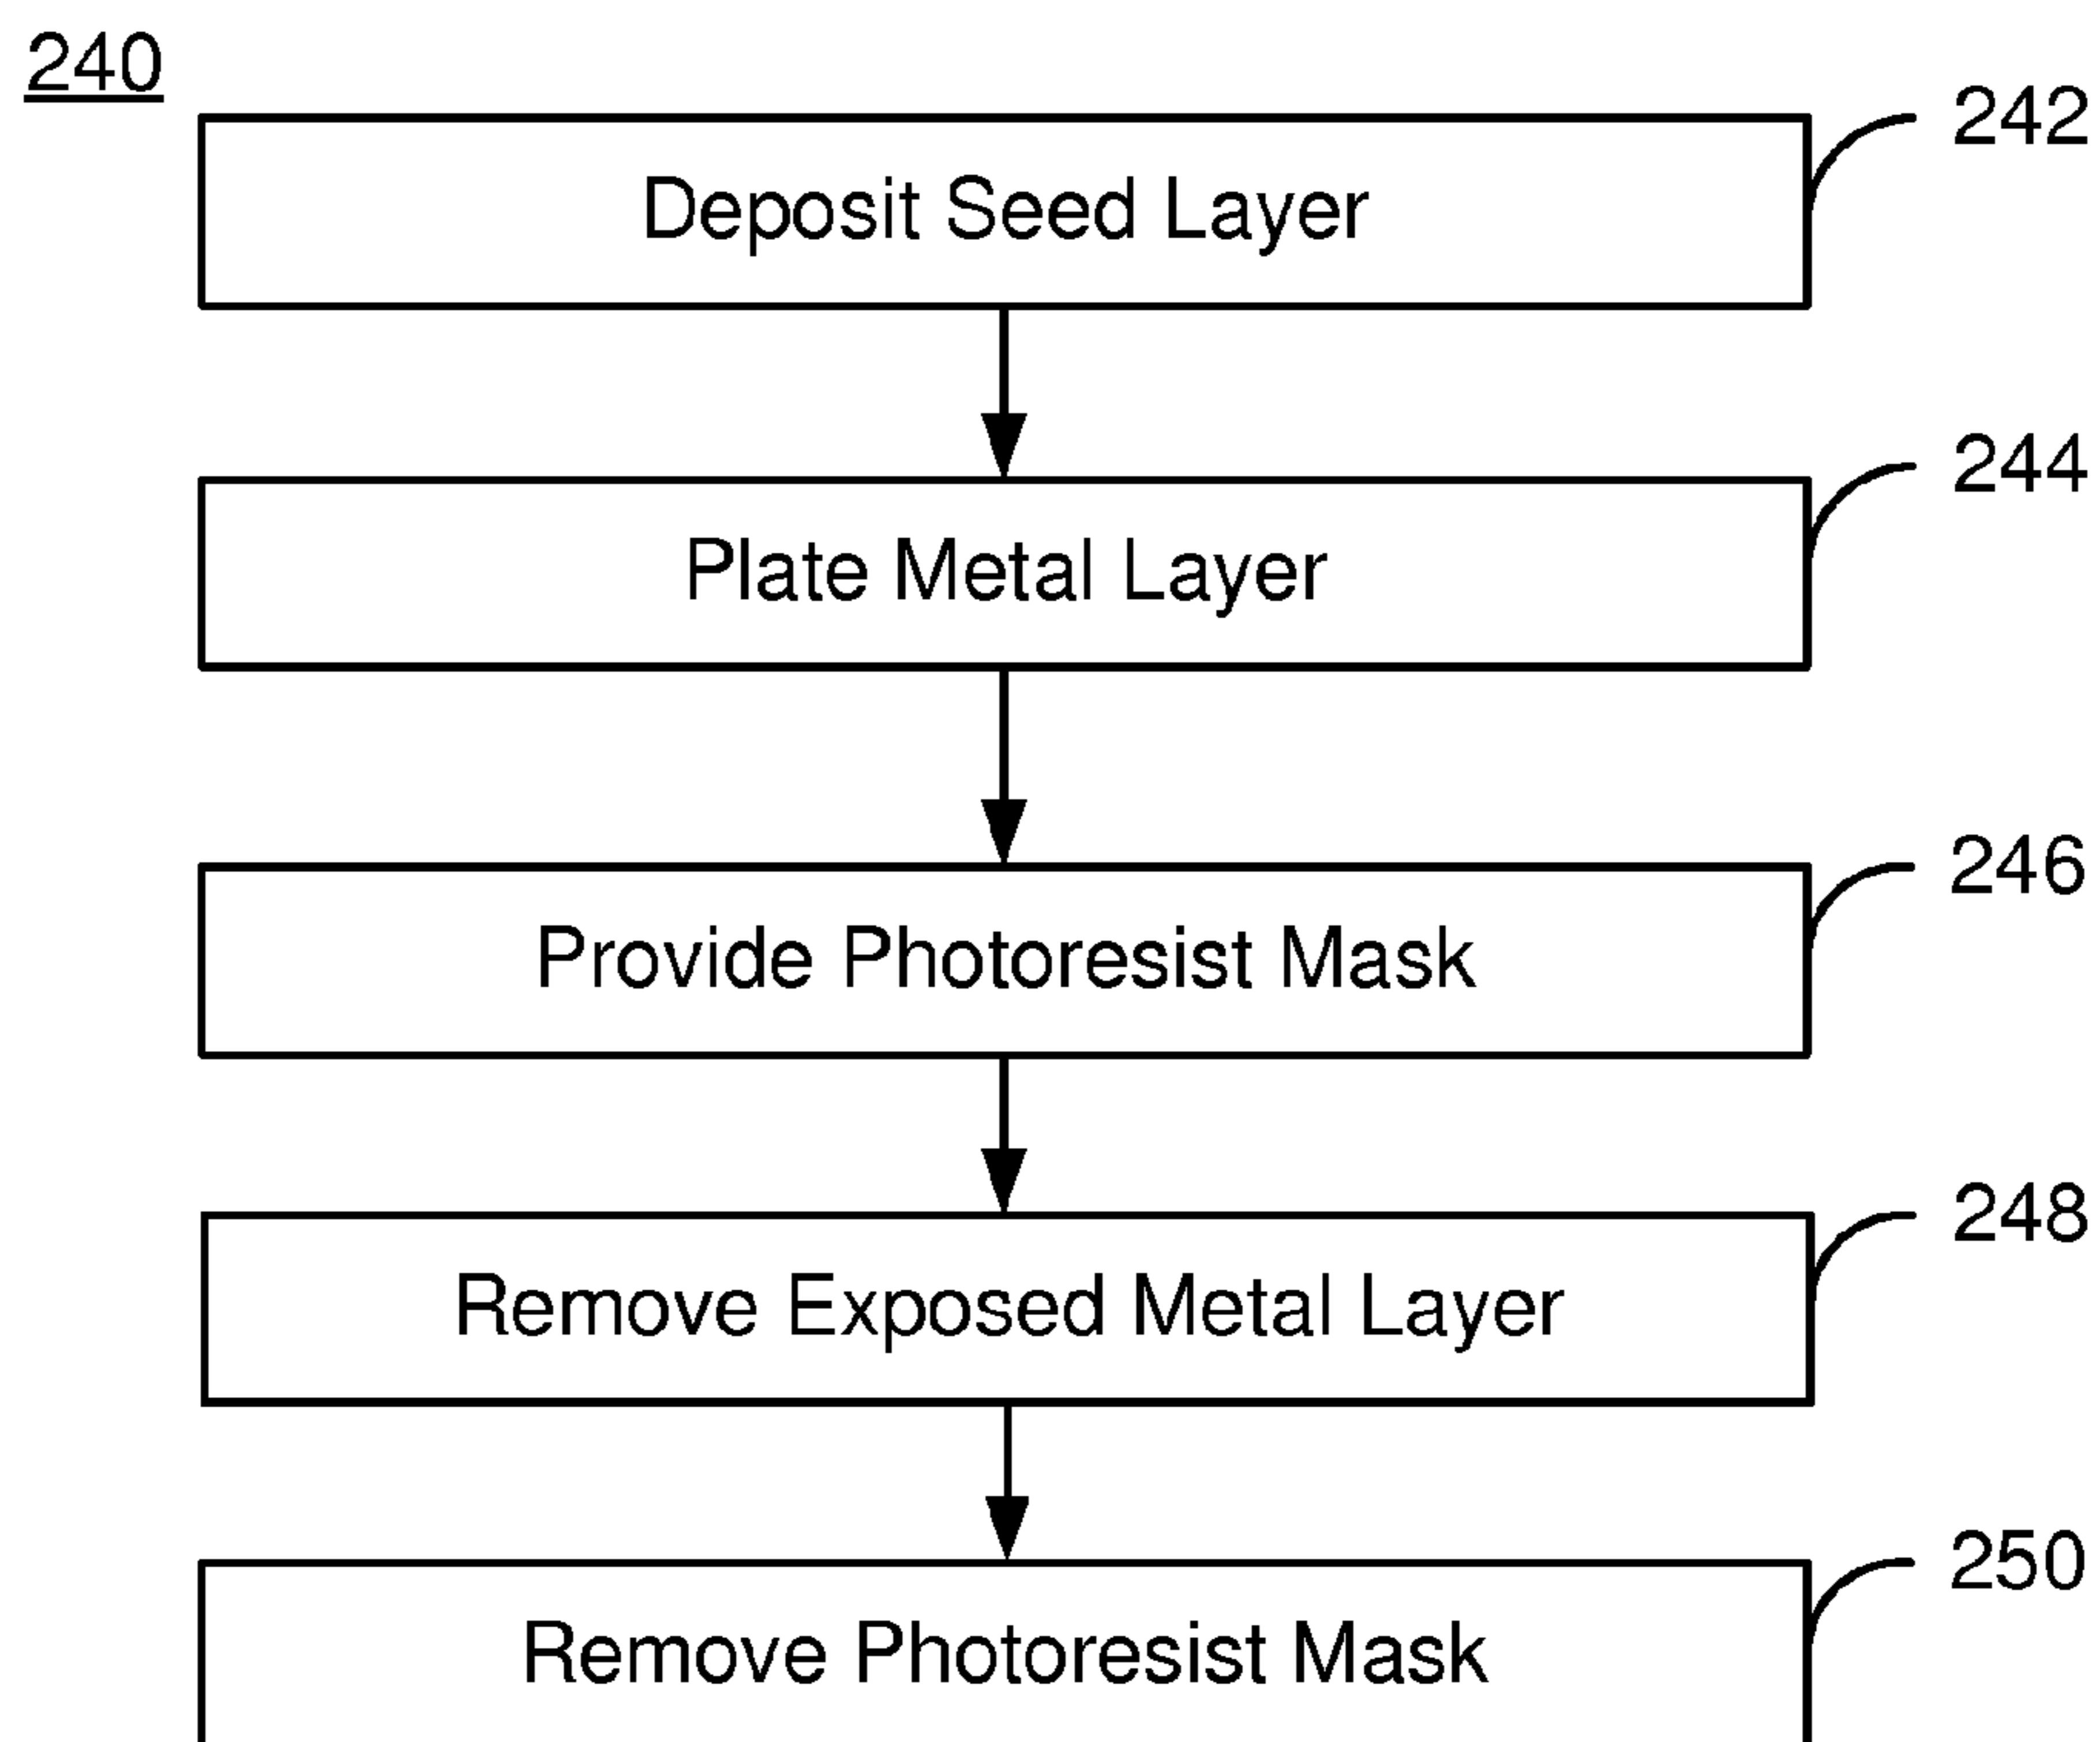 240
242
Deposit Seed Layer
244
Plate Metal Layer
246
Provide Photoresist Mask
248
Remove Exposed Metal Layer
250
Remove Photoresist Mask